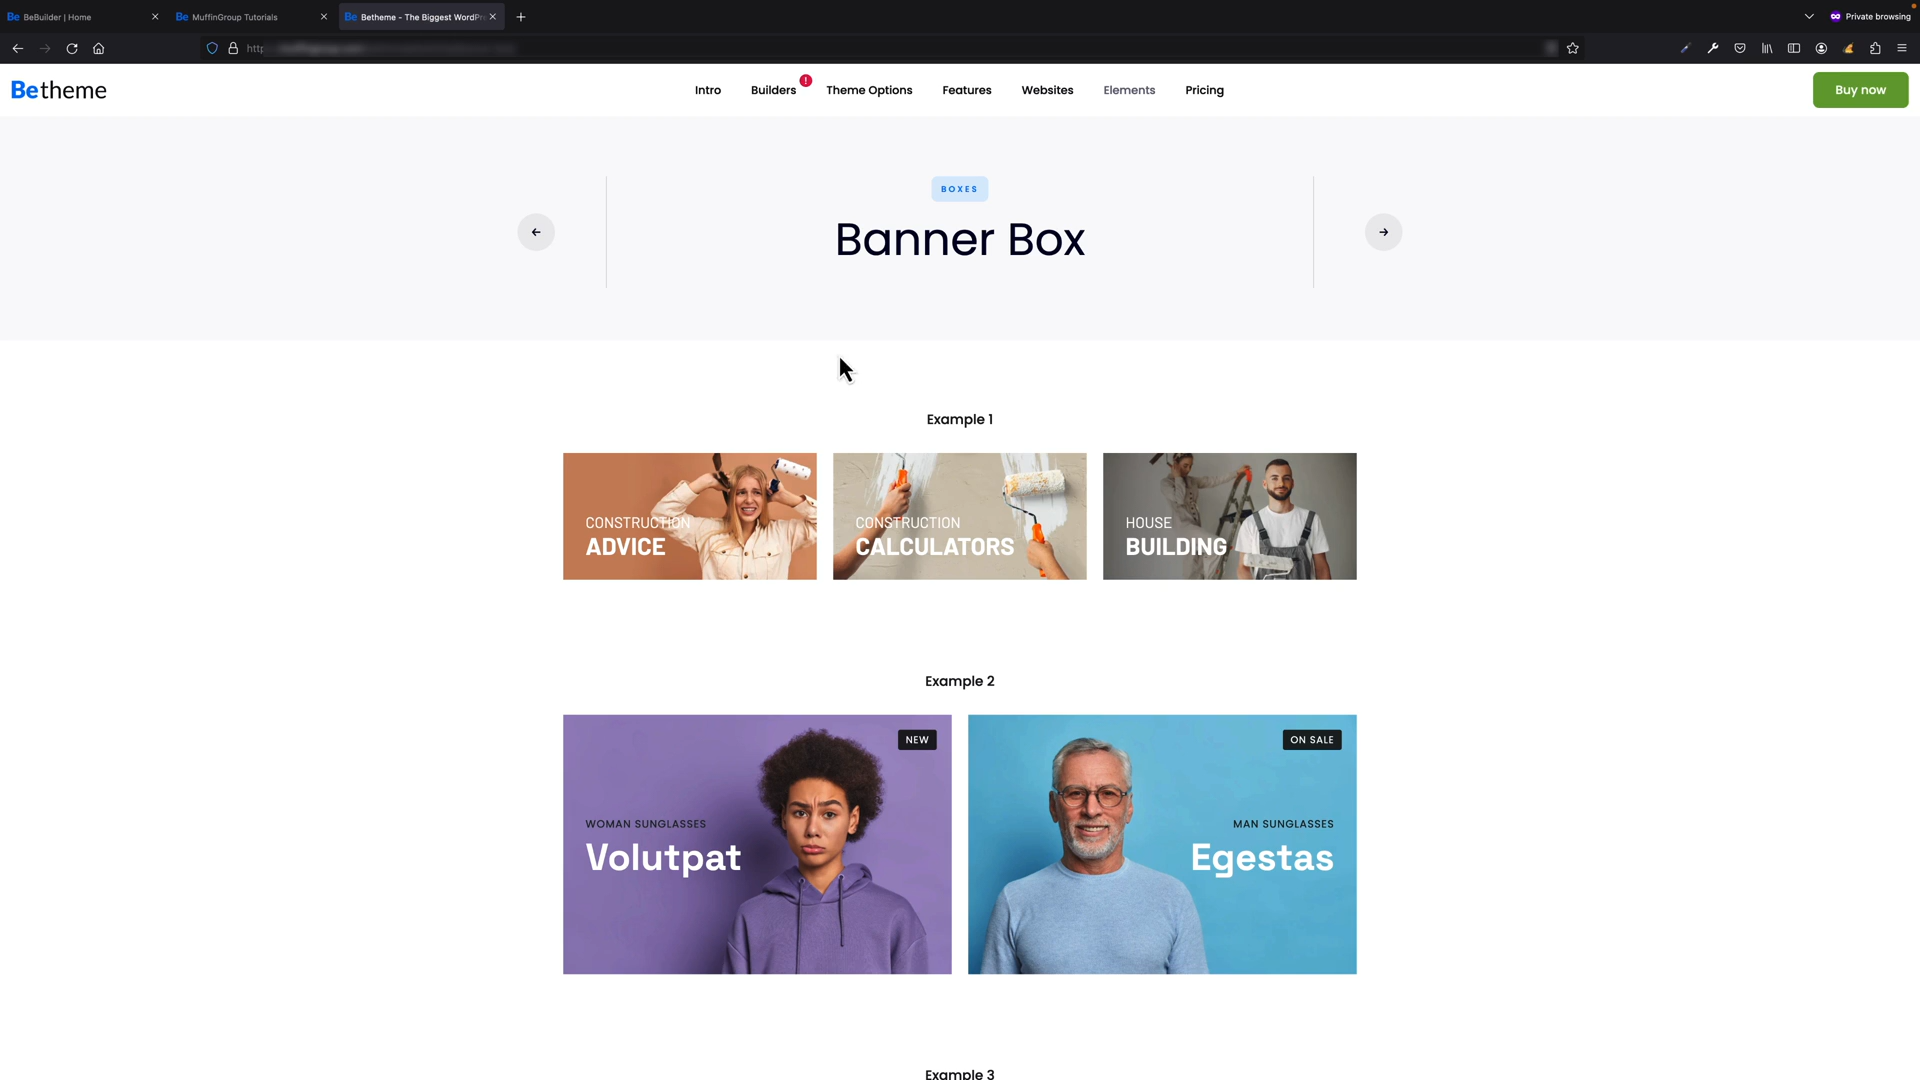 Be BeBuilder | Home
Be MuffinGroup Tutorials
Be Betheme - The Biggest WordPr
Private browsing
http
Betheme
Intro
Builders
!
Theme Options
Features
Websites
Elements
Pricing
Buy now
BOXES
Banner Box
Example 1
CONSTRUCTION
ADVICE
CONSTRUCTION
CALCULATORS
HOUSE
BUILDING
Example 2
NEW
WOMAN SUNGLASSES
Volutpat
ON SALE
MAN SUNGLASSES
Egestas
Example 3